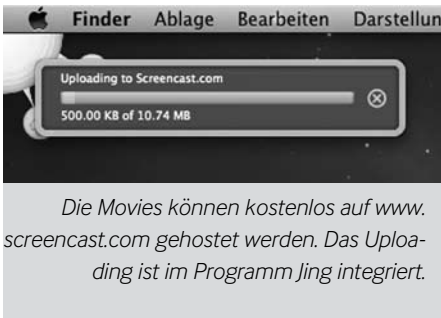 Finder Ablage Bearbeiten Darstellun
Uploading to Screencast.com
500.00 KB of 10.74 MB
Die Movies können kostenlos auf www.
screencast.com gehostet werden. Das Uploa-
ding ist im Programm Jing integriert.